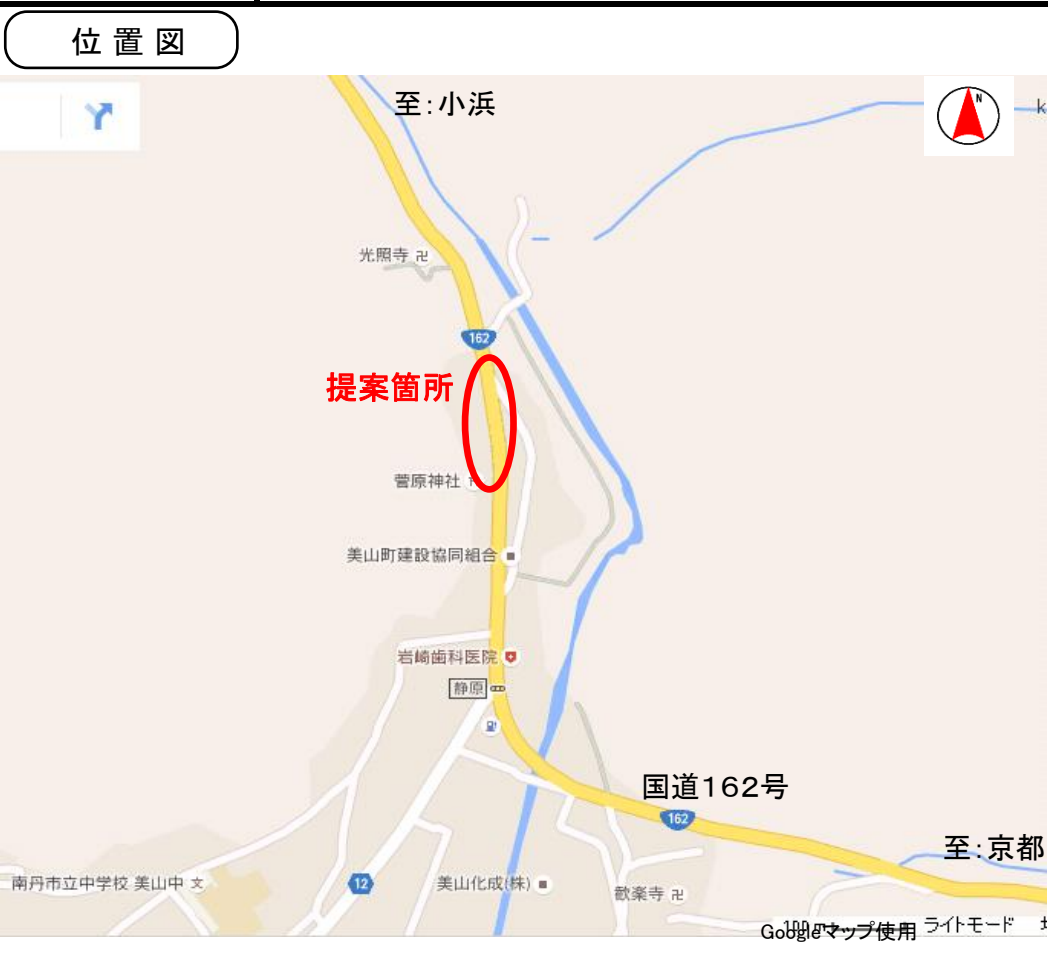 位置図
至:小浜
N
k
光照寺
162
提案箇所
菅原神社
美山町建設協同組合
岩崎歯科医院
静原
国道162号
162
至:京都
南丹市立中学校 美山中 文
12
美山化成(株)
歡楽寺
100 m
Googleマップ使用
ライトモード